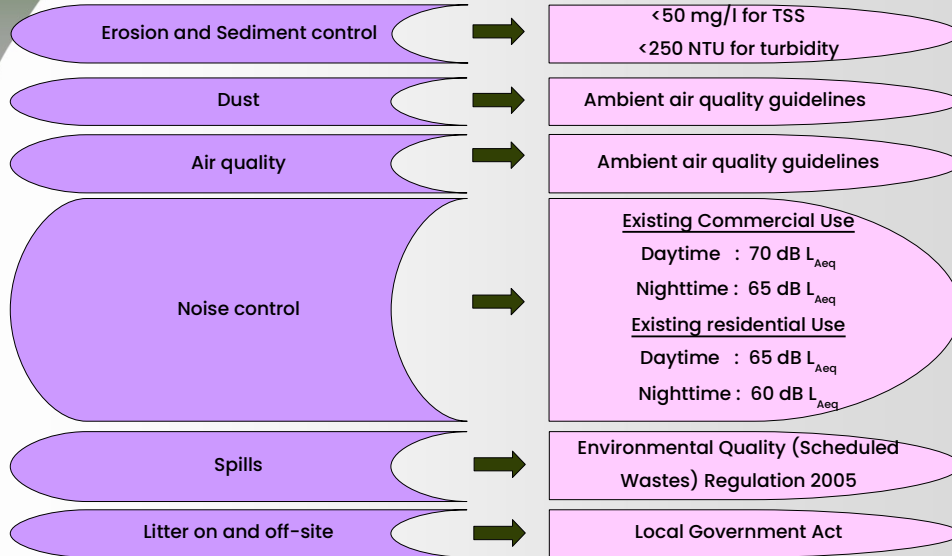 Erosion and Sediment control
<50 mg/l for TSS
<250 NTU for turbidity
Dust
Ambient air quality guidelines
Air quality
Ambient air quality guidelines
Noise control
Existing Commercial Use
Daytime : 70 dB LAeq
Nighttime : 65 dB LAeq
Existing residential Use
Daytime : 65 dB LAeq
Nighttime : 60 dB LAeq
Spills
Environmental Quality (Scheduled
Wastes) Regulation 2005
Litter on and off-site
Local Government Act